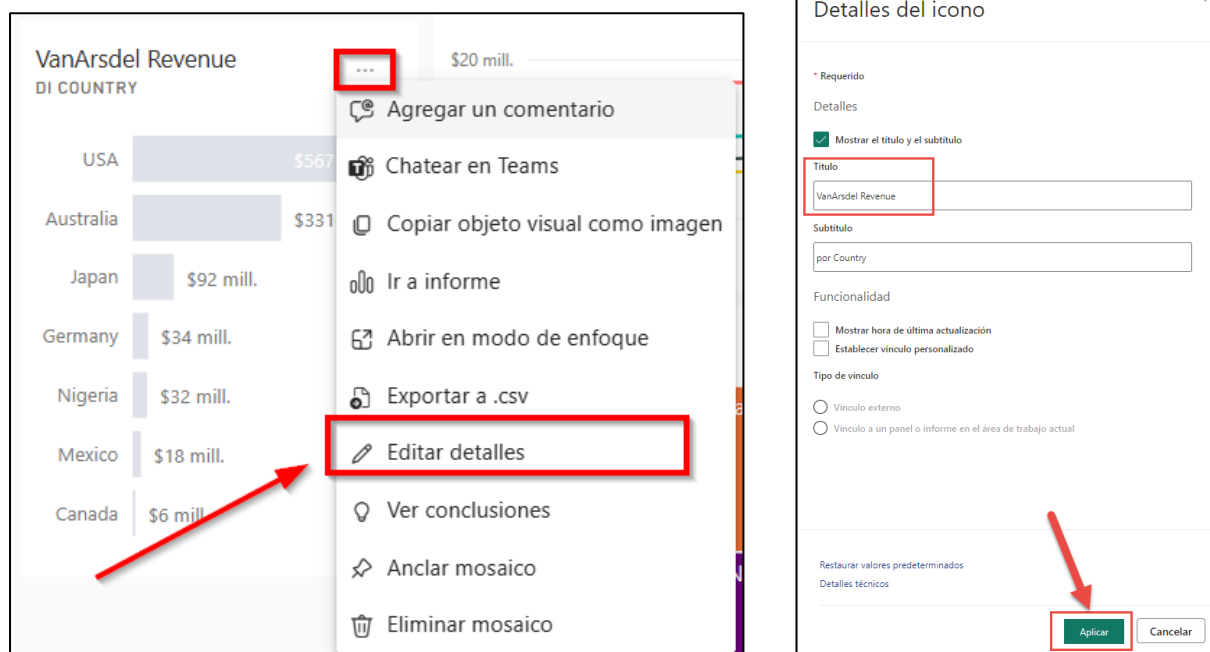 VanArsdel Revenue
DI COUNTRY
...
$20 mill.
USA
$567
Australia
$331
Japan
$92 mill.
Germany
$34 mill.
Nigeria
$32 mill.
Mexico
$18 mill.
Canada
$6 mill.
Agregar un comentario
Chatear en Teams
Copiar objeto visual como imagen
Ir a informe
Abrir en modo de enfoque
Exportar a .csv
Editar detalles
Ver conclusiones
Anclar mosaico
Eliminar mosaico
Detalles del icono
* Requerido
Detalles
Mostrar el título y el subtítulo
Título
VanArsdel Revenue
Subtítulo
por Country
Funcionalidad
Mostrar hora de última actualización
Establecer vínculo personalizado
Tipo de vínculo
Vínculo externo
Vínculo a un panel o informe en el área de trabajo actual
Restaurar valores predeterminados
Detalles técnicos
Aplicar
Cancelar